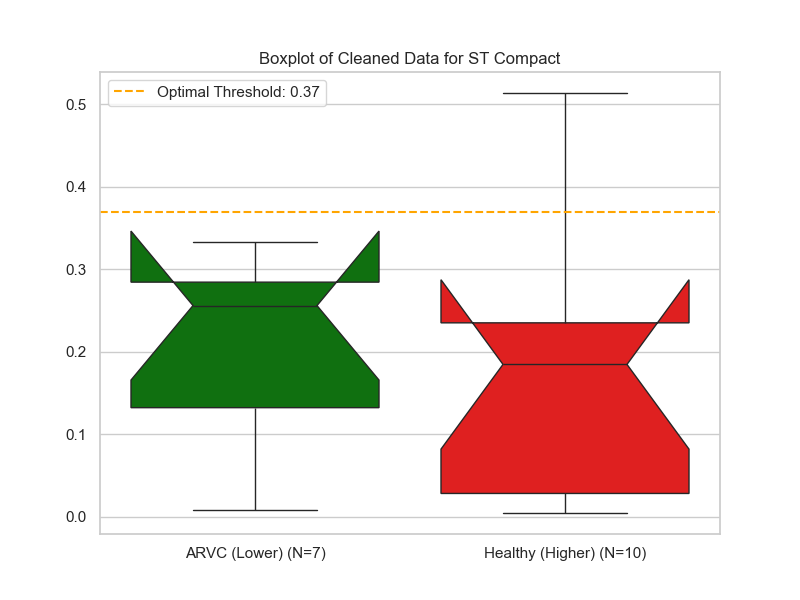 Boxplot of Cleaned Data for ST Compact
Optimal Threshold: 0.37
0.5
0.4
0.3
0.2
0.1
0.0
ARVC (Lower) (N=7)
Healthy (Higher) (N=10)